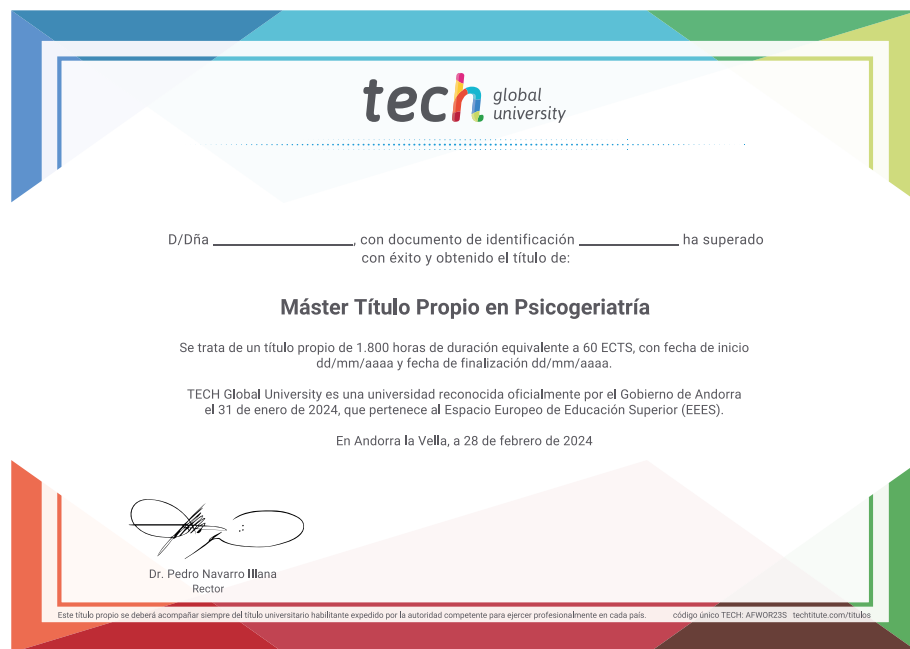 tech global university
D/Dña ____________________, con documento de identificación ______________ ha superado
con éxito y obtenido el título de:
Máster Título Propio en Psicogeriatría
Se trata de un título propio de 1.800 horas de duración equivalente a 60 ECTS, con fecha de inicio
dd/mm/aaaa y fecha de finalización dd/mm/aaaa.
TECH Global University es una universidad reconocida oficialmente por el Gobierno de Andorra
el 31 de enero de 2024, que pertenece al Espacio Europeo de Educación Superior (EEES).
En Andorra la Vella, a 28 de febrero de 2024
Dr. Pedro Navarro Illana
Rector
Este título propio se deberá acompañar siempre del título universitario habilitante expedido por la autoridad competente para ejercer profesionalmente en cada país. código único TECH: AFWOR23S techtitute.com/titulos